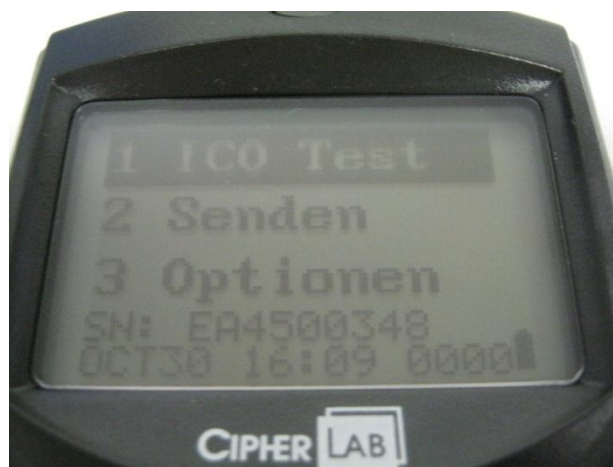 1 ICO Test
2 Senden
3 Optionen
SN: EA4500348
OCT30 16:09 0000
CIPHER LAB